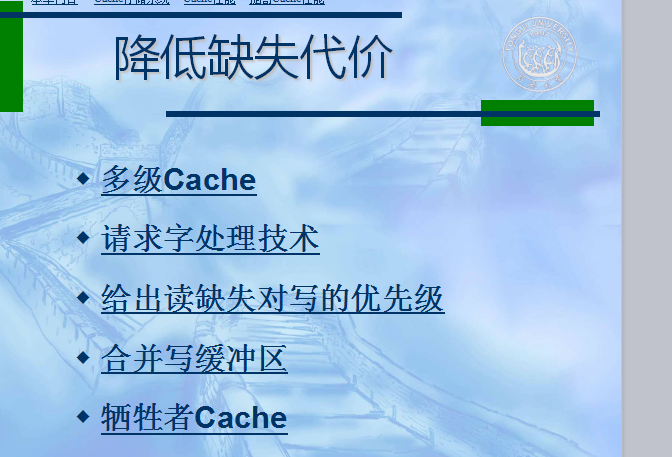 降低缺失代价
多级Cache
请求字处理技术
给出读缺失对写的优先级
合并写缓冲区
牺牲者Cache